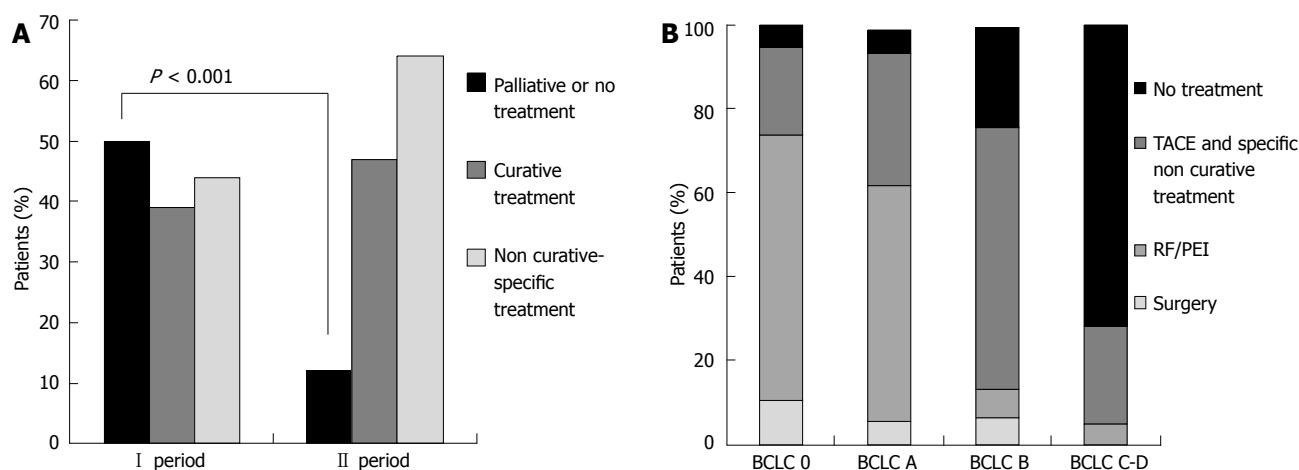 A
70
60
50
40
30
20
10
0
Patients (%)
P < 0.001
I period
II period
Palliative or no
treatment
Curative
treatment
Non curative-
specific
treatment
B
100
80
60
40
20
0
Patients (%)
BCLC 0
BCLC A
BCLC B
BCLC C-D
No treatment
TACE and specific
non curative
treatment
RF/PEI
Surgery